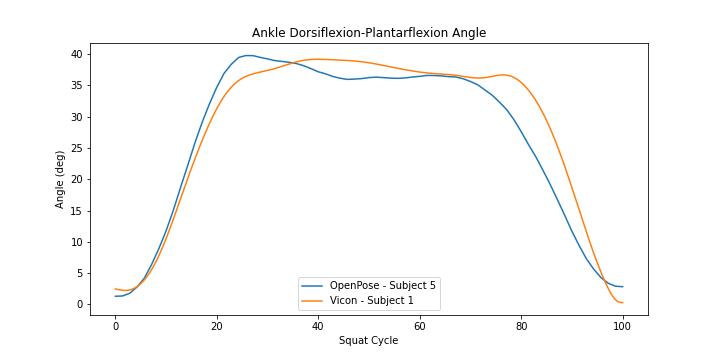 Ankle Dorsiflexion-Plantarflexion Angle
40
35
30
25
20
15
10
5
0
Angle (deg)
OpenPose - Subject 5
Vicon - Subject 1
0 20 40 60 80 100
Squat Cycle